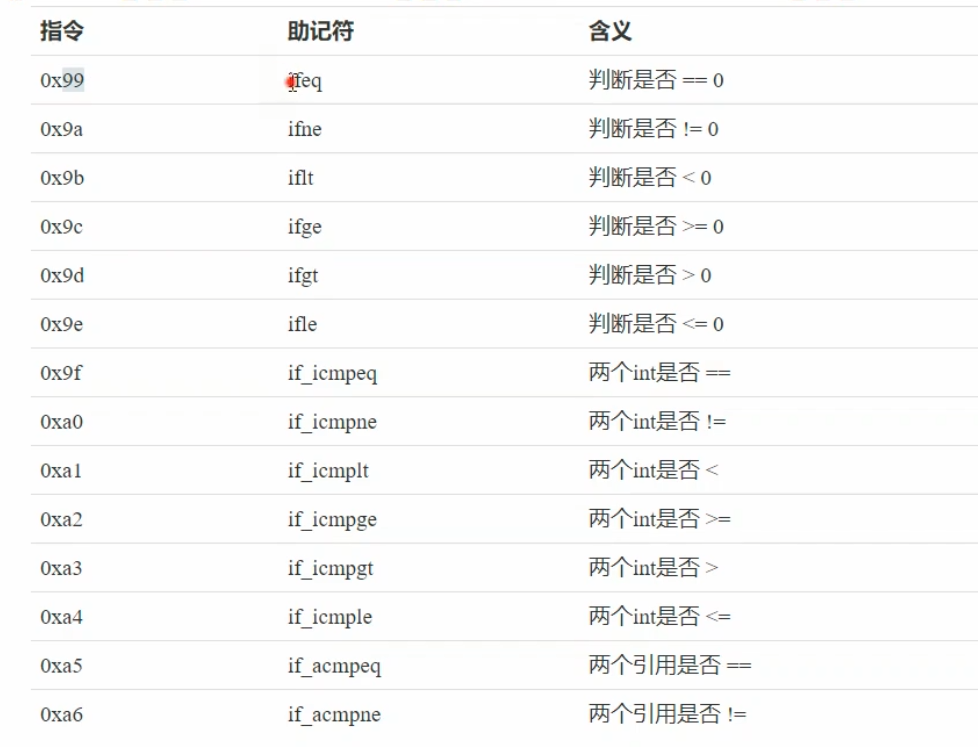 指令 助记符 含义
0x99 ifeq 判断是否 == 0
0x9a ifne 判断是否 != 0
0x9b iflt 判断是否 < 0
0x9c ifge 判断是否 >= 0
0x9d ifgt 判断是否 > 0
0x9e ifle 判断是否 <= 0
0x9f if_icmpeq 两个int是否 ==
0xa0 if_icmpne 两个int是否 !=
0xa1 if_icmplt 两个int是否 <
0xa2 if_icmpge 两个int是否 >=
0xa3 if_icmpgt 两个int是否 >
0xa4 if_icmple 两个int是否 <=
0xa5 if_acmpeq 两个引用是否 ==
0xa6 if_acmpne 两个引用是否 !=